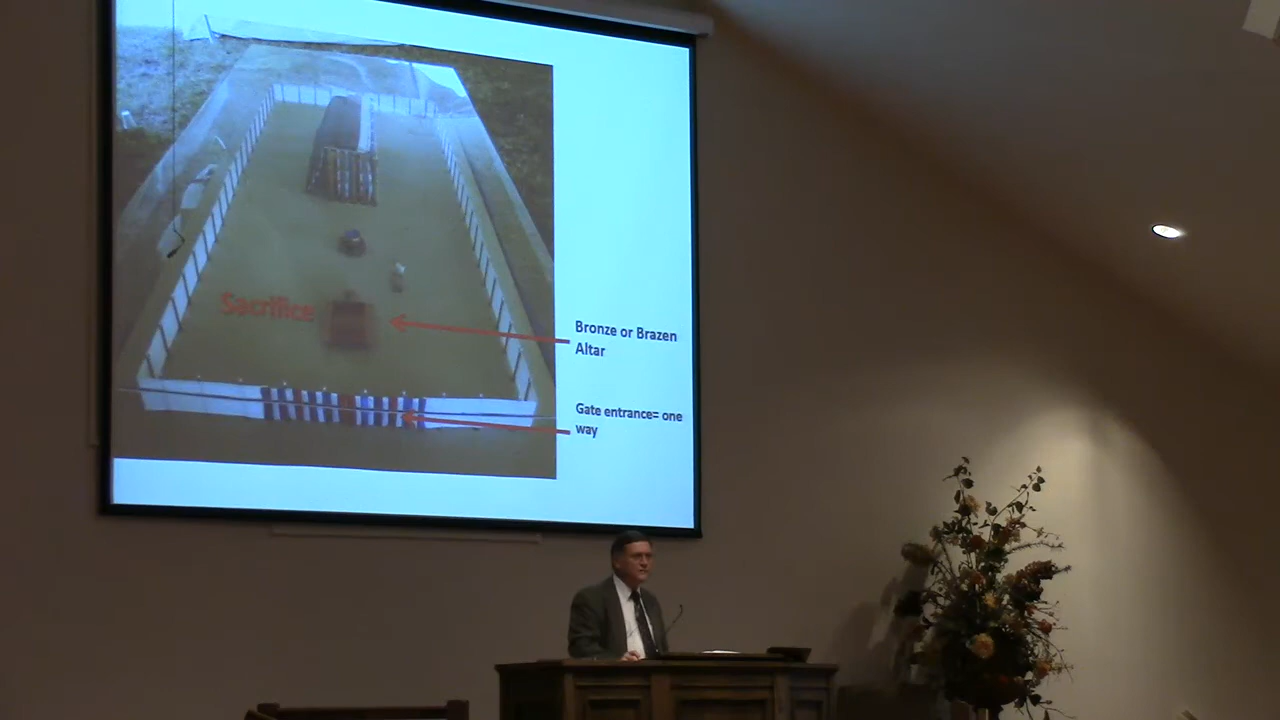 Sacrifice
Bronze or Brazen
Altar
Gate entrance= one
way